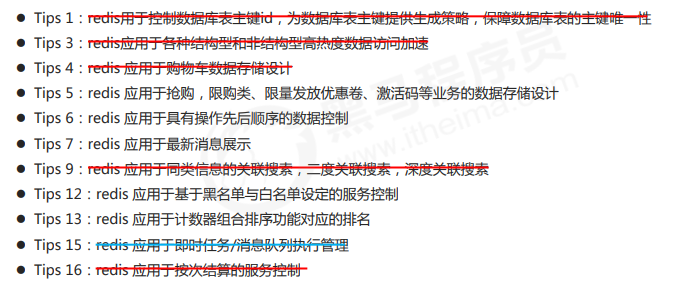 ● Tips 1：redis用于控制数据库表主键id，为数据库表主键提供生成策略，保障数据库表的主键唯一性
● Tips 3：redis应用于各种结构型和非结构型高热度数据访问加速
● Tips 4：redis 应用于购物车数据存储设计
● Tips 5：redis 应用于抢购，限购类、限量发放优惠卷、激活码等业务的数据存储设计
● Tips 6：redis 应用于具有操作先后顺序的数据控制
● Tips 7：redis 应用于最新消息展示
● Tips 9：redis 应用于同类信息的关联搜索，二度关联搜索，深度关联搜索
● Tips 12：redis 应用于基于黑名单与白名单设定的服务控制
● Tips 13：redis 应用于计数器组合排序功能对应的排名
● Tips 15：redis 应用于即时任务/消息队列执行管理
● Tips 16：redis 应用于按次结算的服务控制
黑马程序员
www.itheima.com